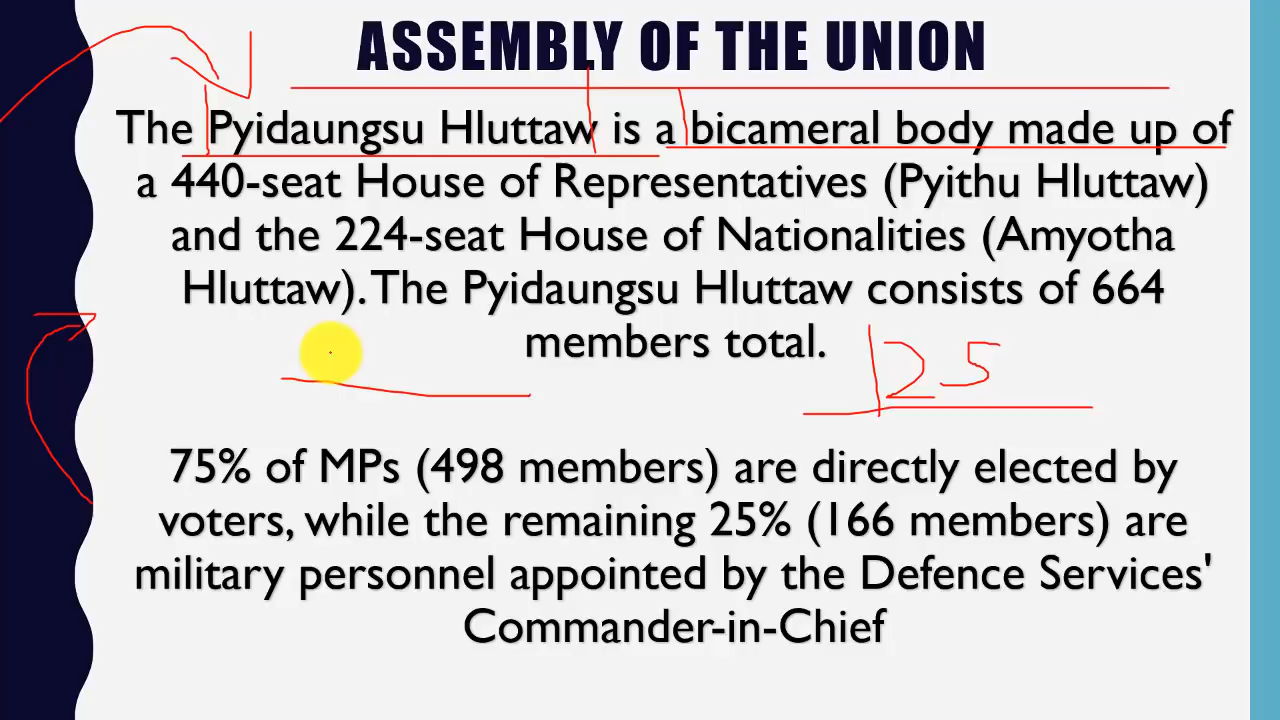 ASSEMBLY OF THE UNION
The Pyidaungsu Hluttaw is a bicameral body made up of
a 440-seat House of Representatives (Pyithu Hluttaw)
and the 224-seat House of Nationalities (Amyotha
Hluttaw). The Pyidaungsu Hluttaw consists of 664
members total.
25
75% of MPs (498 members) are directly elected by
voters, while the remaining 25% (166 members) are
military personnel appointed by the Defence Services'
Commander-in-Chief